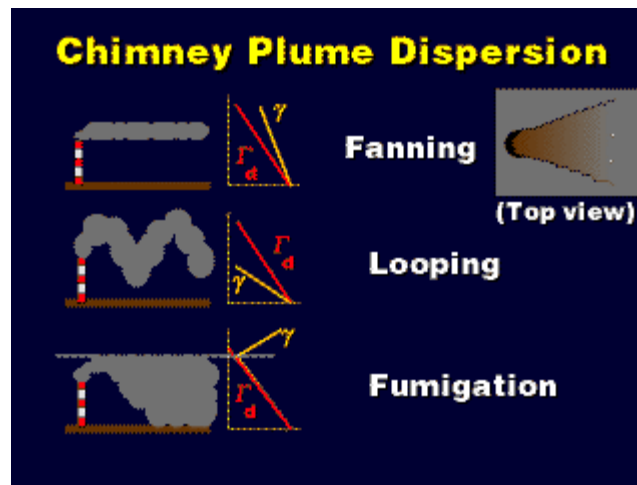 Chimney Plume Dispersion
γ
Γd
Fanning
(Top view)
Γd
γ
Looping
γ
Γd
Fumigation